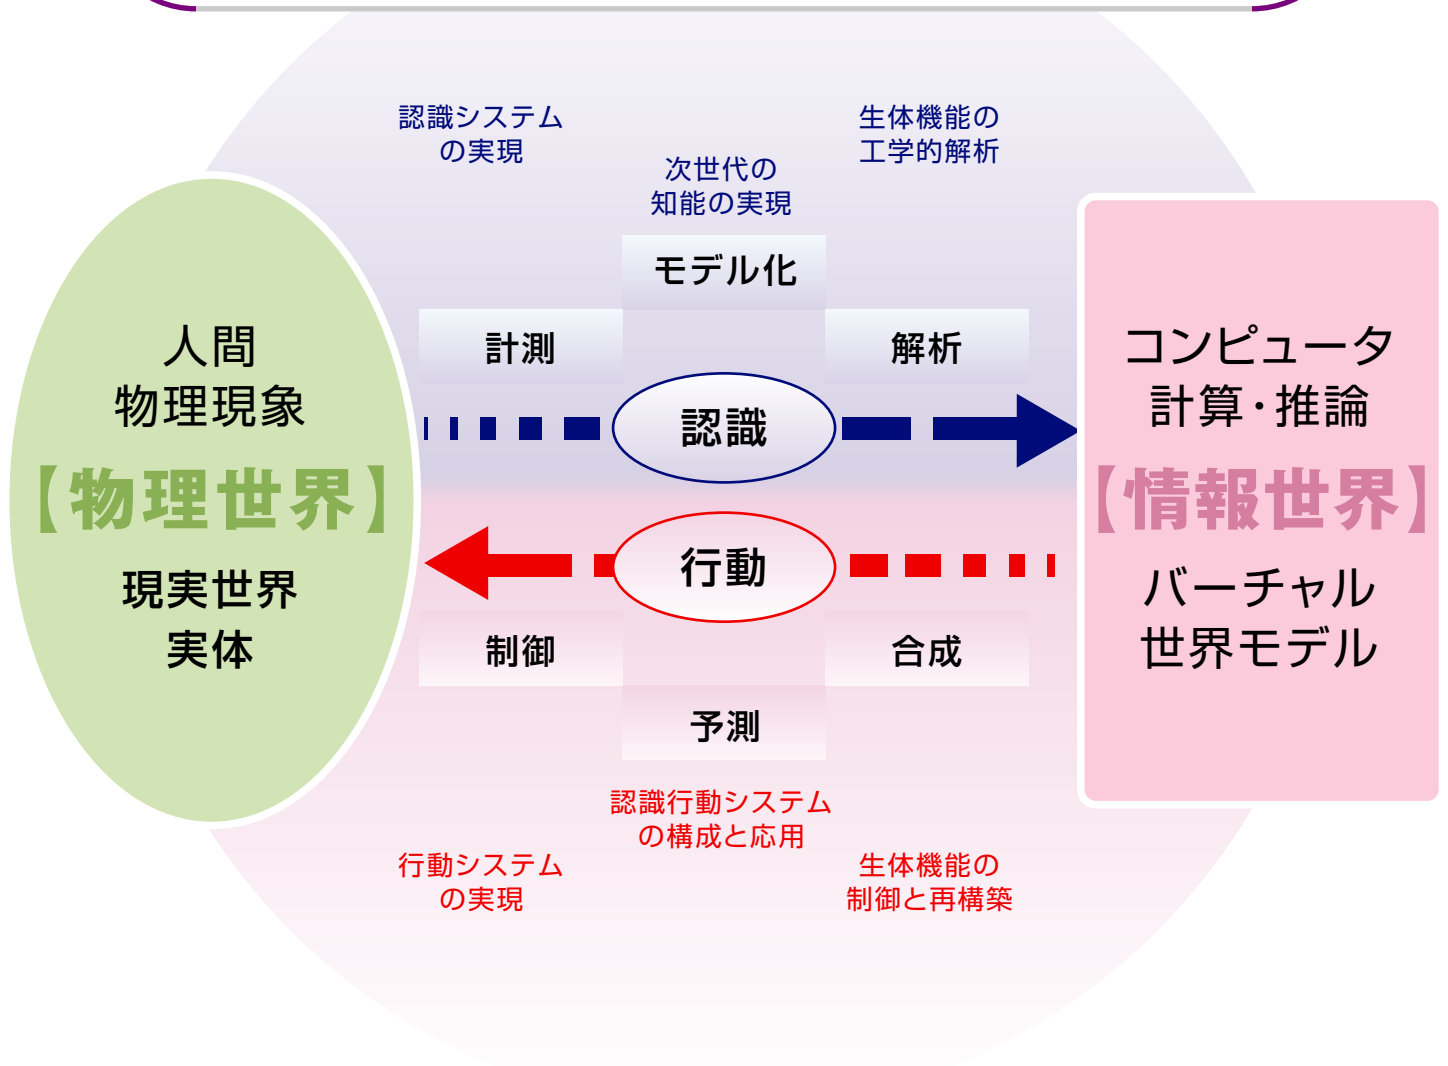 認識システム
の実現
次世代の
知能の実現
生体機能の
工学的解析
モデル化
計測
解析
認識
人間
物理現象
【物理世界】
現実世界
実体
コンピュータ
計算・推論
【情報世界】
バーチャル
世界モデル
行動
制御
合成
予測
認識行動システム
の構成と応用
行動システム
の実現
生体機能の
制御と再構築